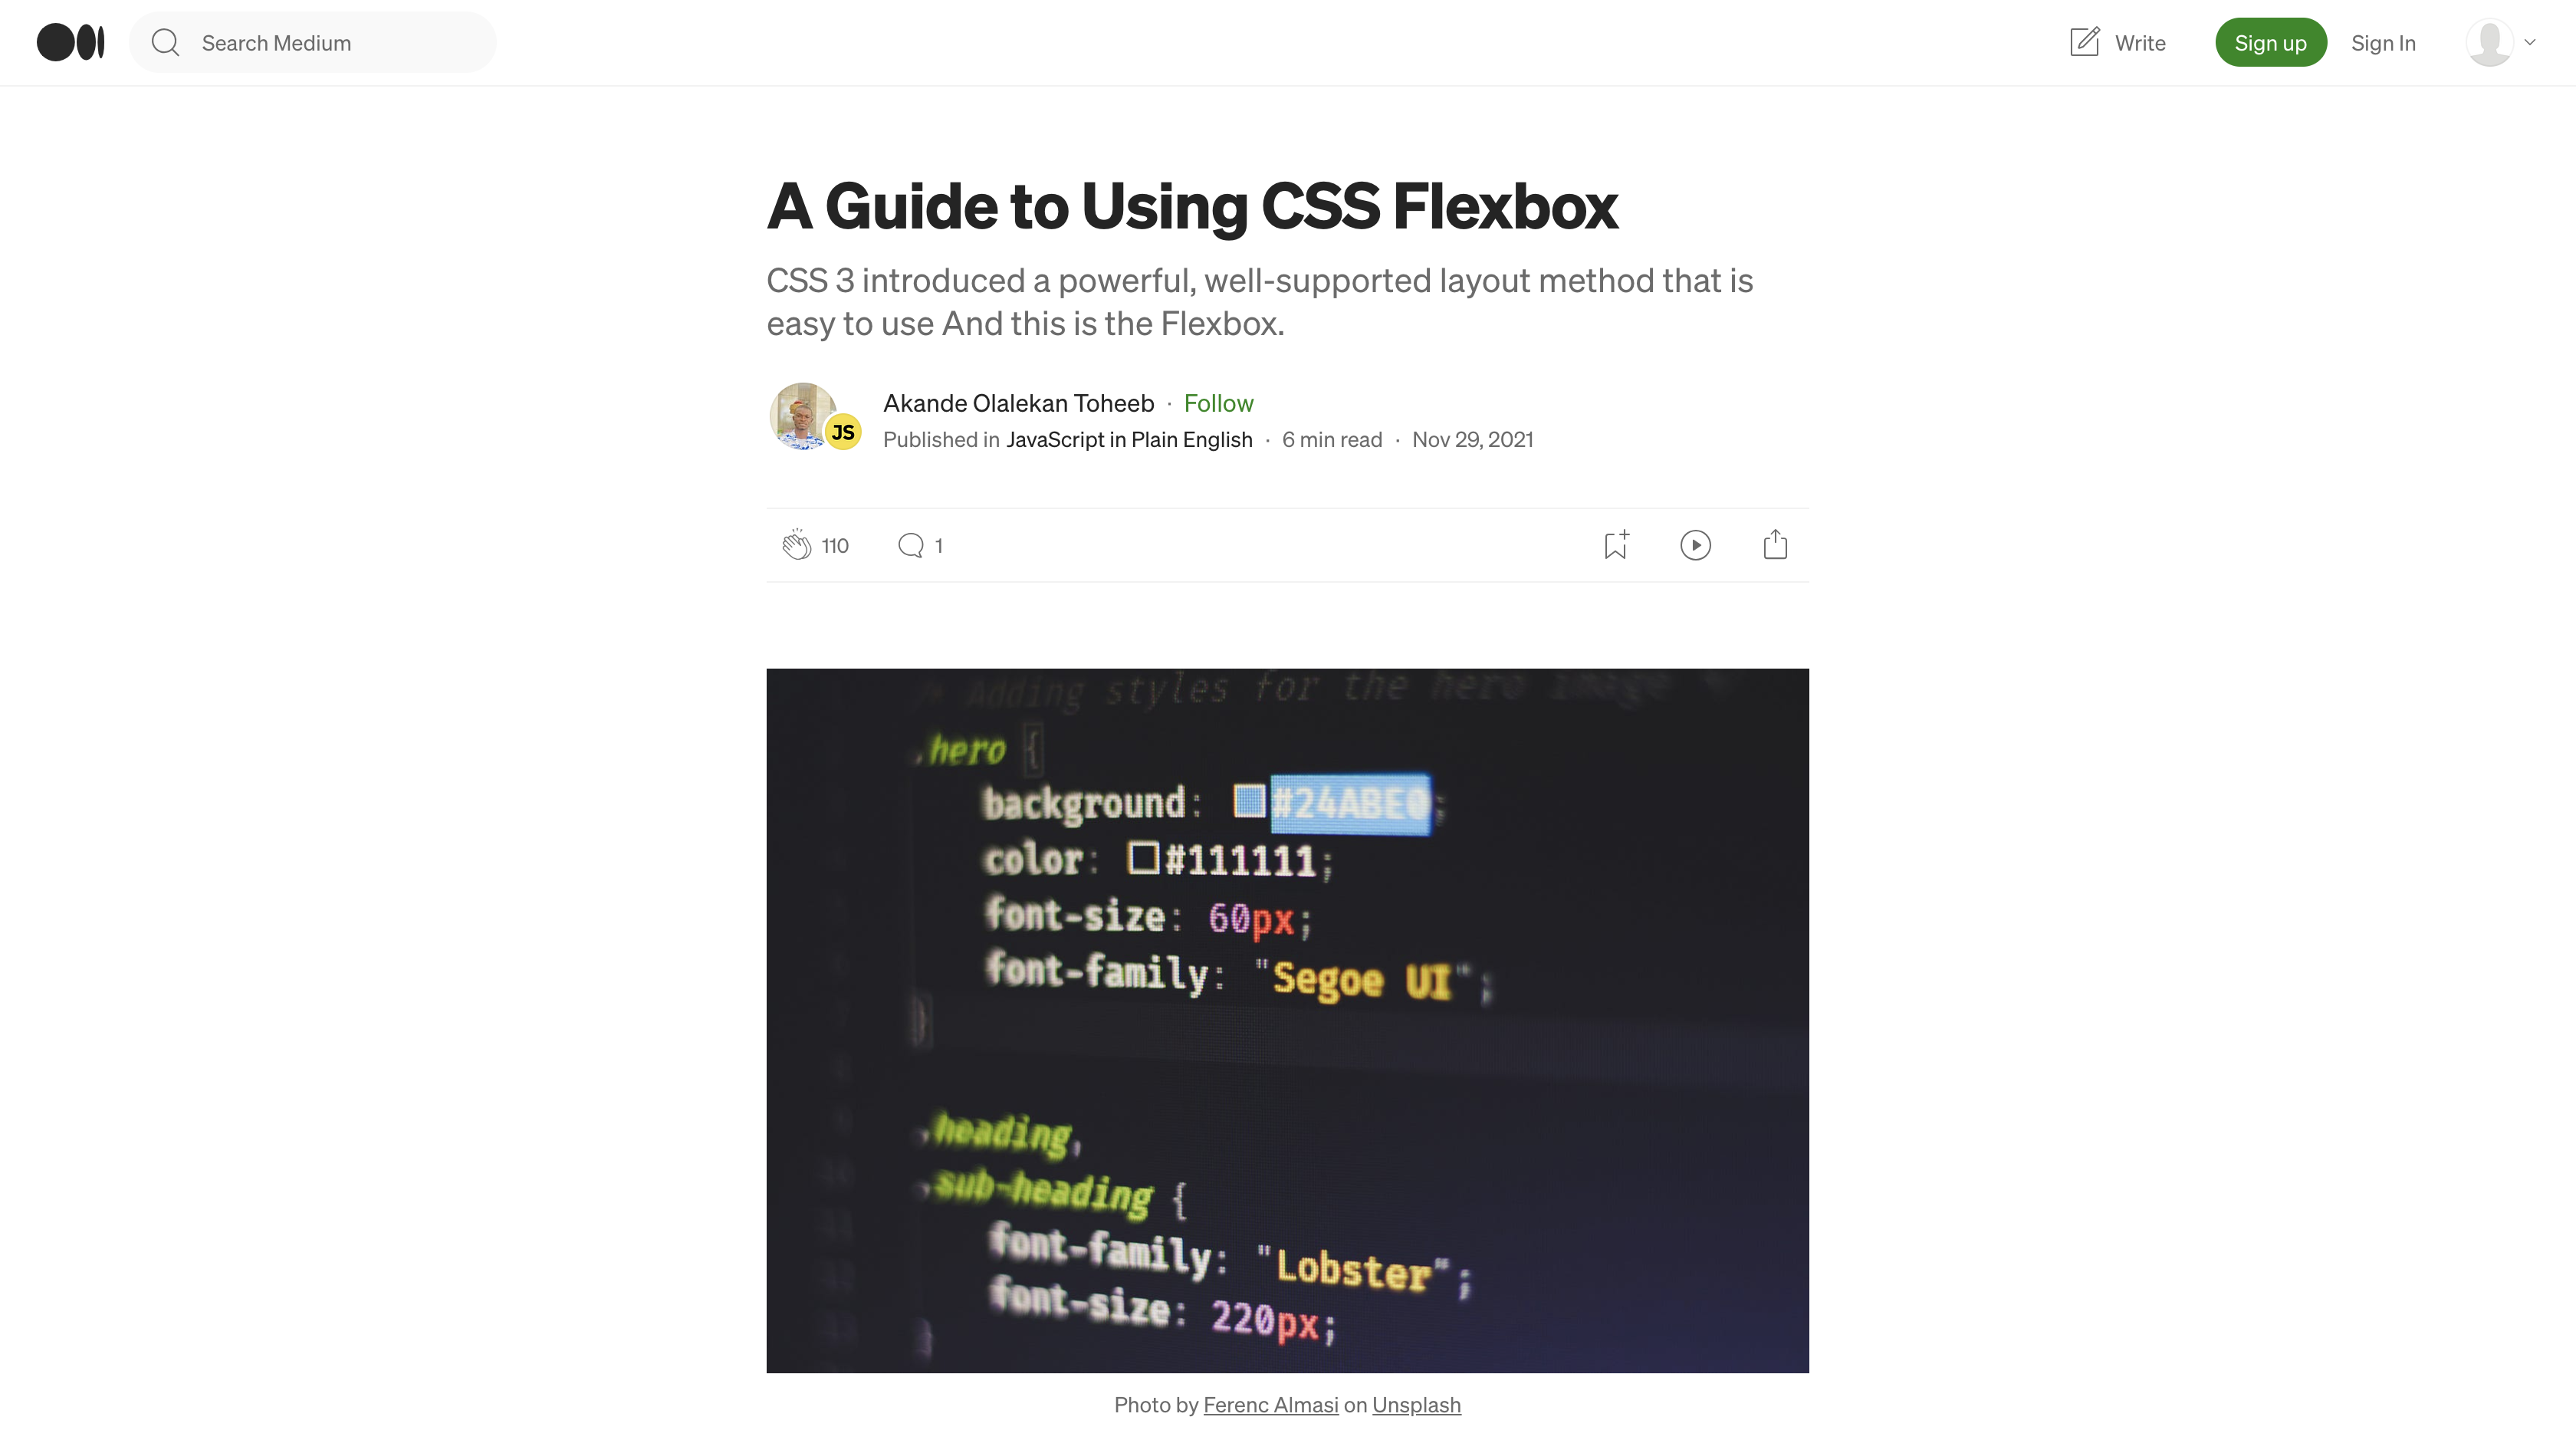 Search Medium
Write
Sign up
Sign In
A Guide to Using CSS Flexbox
CSS 3 introduced a powerful, well-supported layout method that is
easy to use And this is the Flexbox.
Akande Olalekan Toheeb · Follow
JS
Published in JavaScript in Plain English · 6 min read · Nov 29, 2021
110
1
/* Adding styles for the hero image */
.hero {
background: #24ABE0;
color: #111111;
font-size: 60px;
font-family: "Segoe UI";
}
.heading,
.sub-heading {
font-family: "Lobster";
font-size: 220px;
}
Photo by Ferenc Almasi on Unsplash